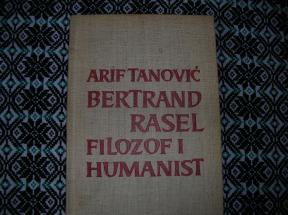 ARIF TANOVIĆ
BERTRAND
RASEL
FILOZOF I
HUMANIST